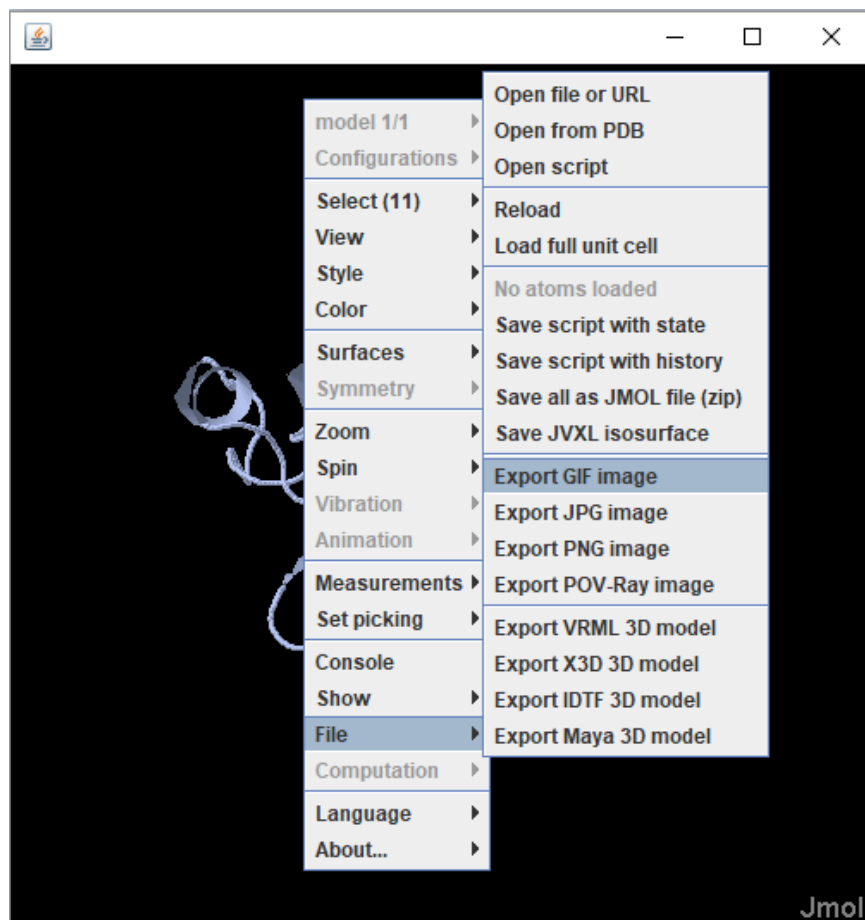 model 1/1
Configurations
Select (11)
View
Style
Color
Surfaces
Symmetry
Zoom
Spin
Vibration
Animation
Measurements
Set picking
Console
Show
File
Computation
Language
About...
Open file or URL
Open from PDB
Open script
Reload
Load full unit cell
No atoms loaded
Save script with state
Save script with history
Save all as JMOL file (zip)
Save JVXL isosurface
Export GIF image
Export JPG image
Export PNG image
Export POV-Ray image
Export VRML 3D model
Export X3D 3D model
Export IDTF 3D model
Export Maya 3D model
Jmol